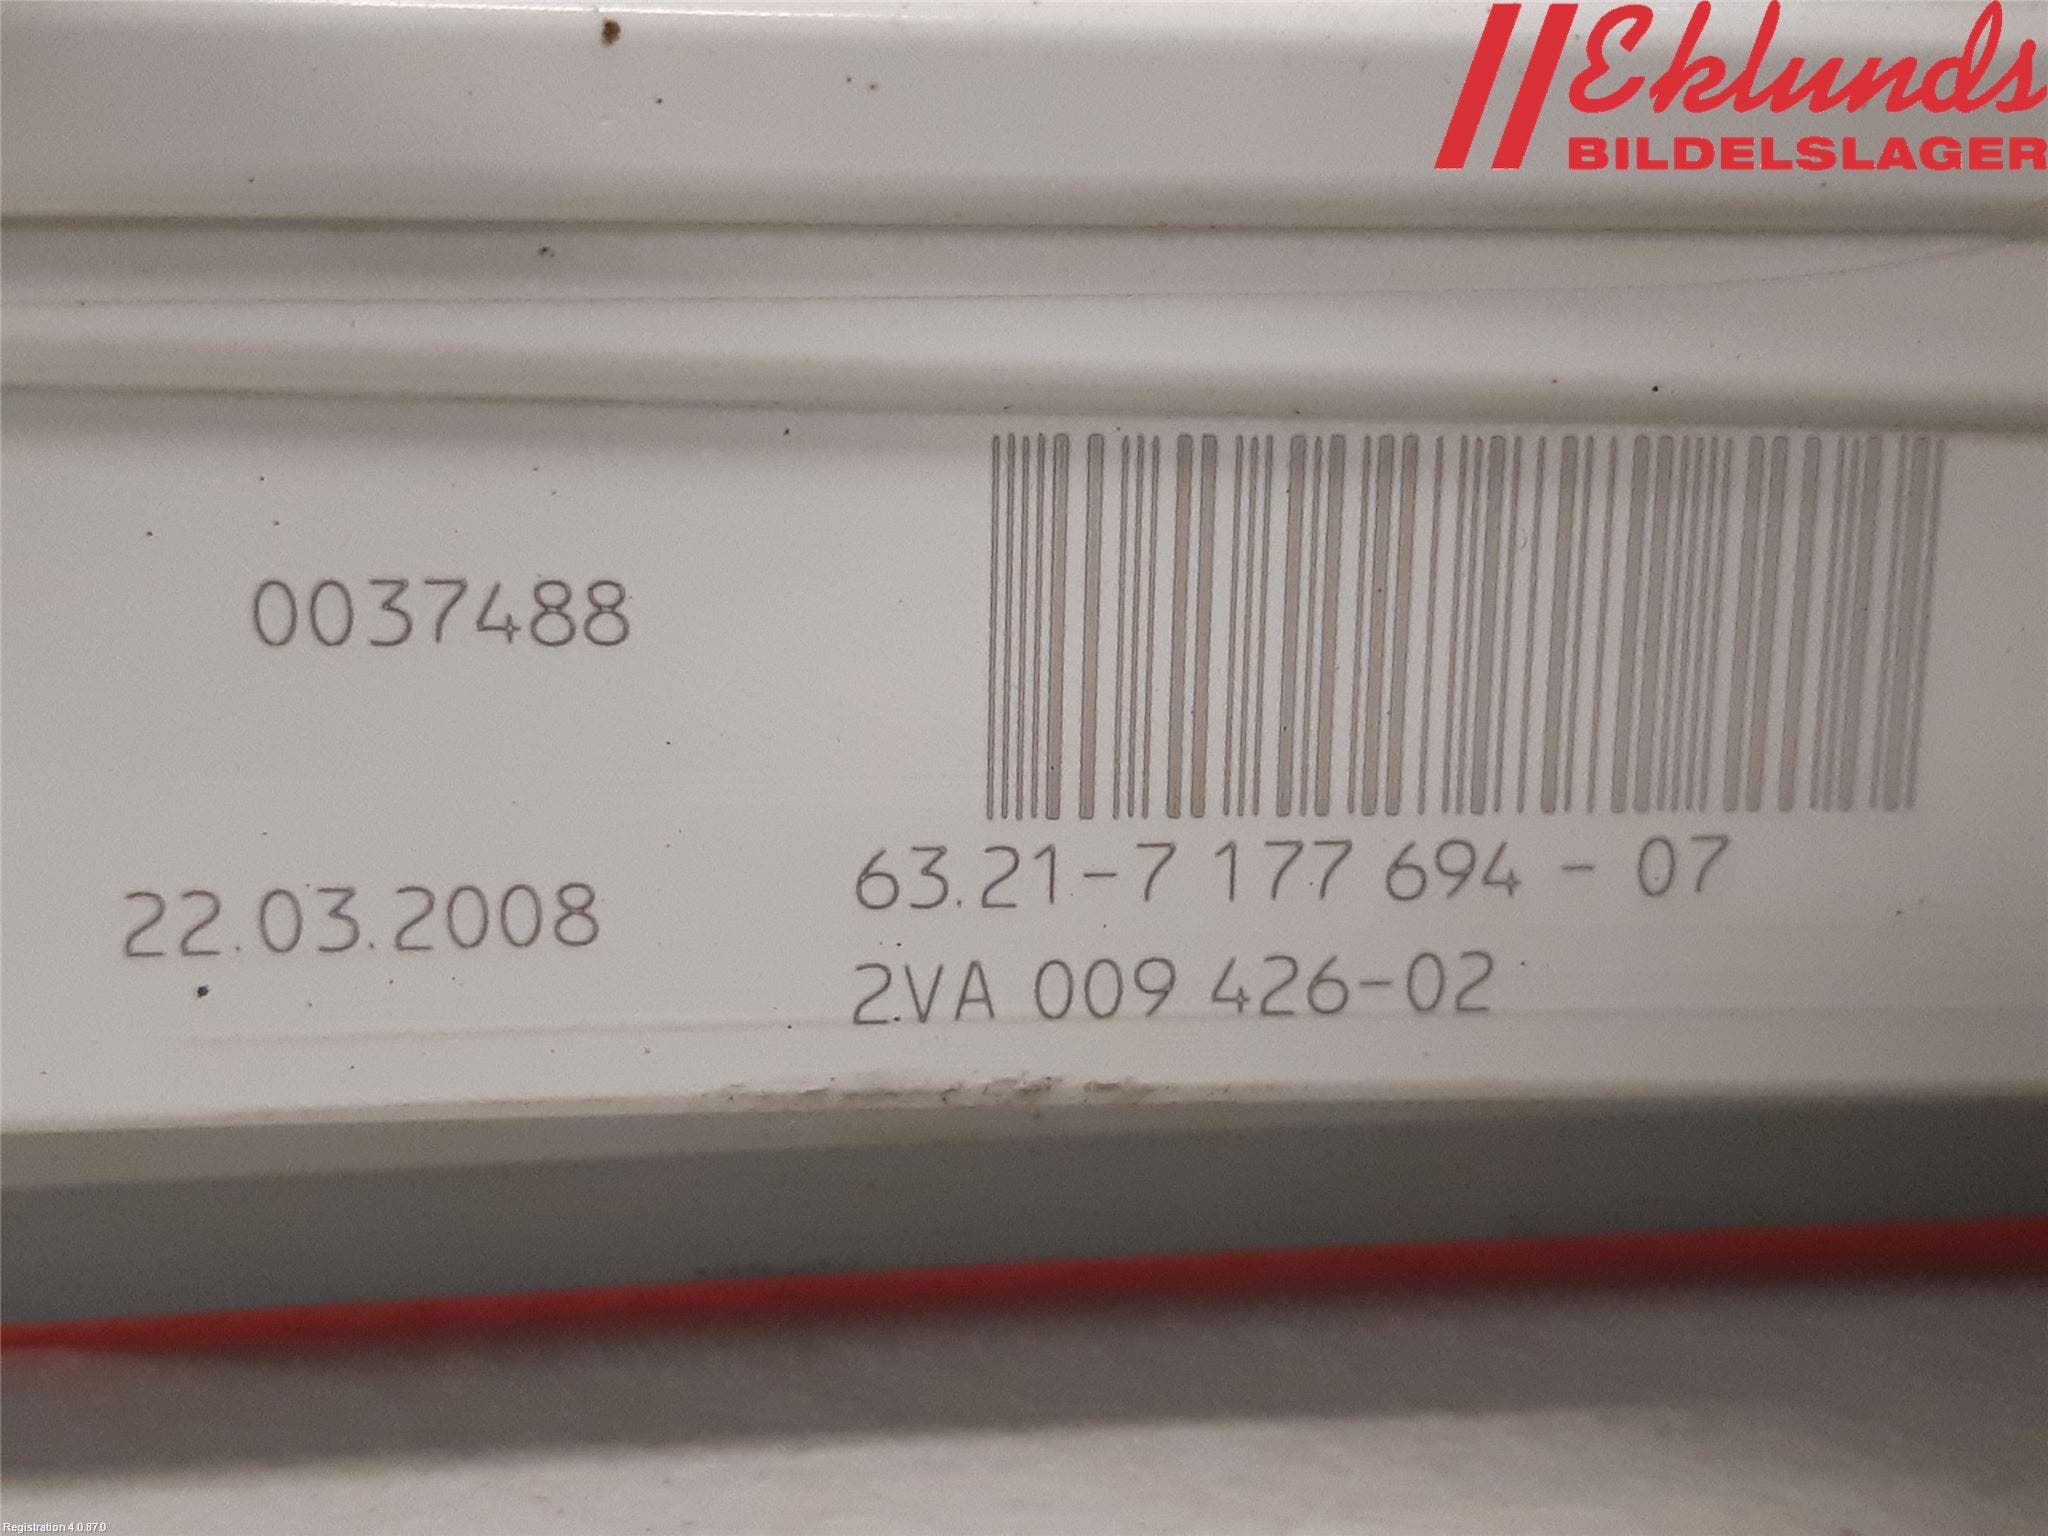 Eklunds
BILDELSLAGER
0037488
22.03.2008
63.21-7 177 694 - 07
2VA 009 426-02
Registration 4.0.87.0